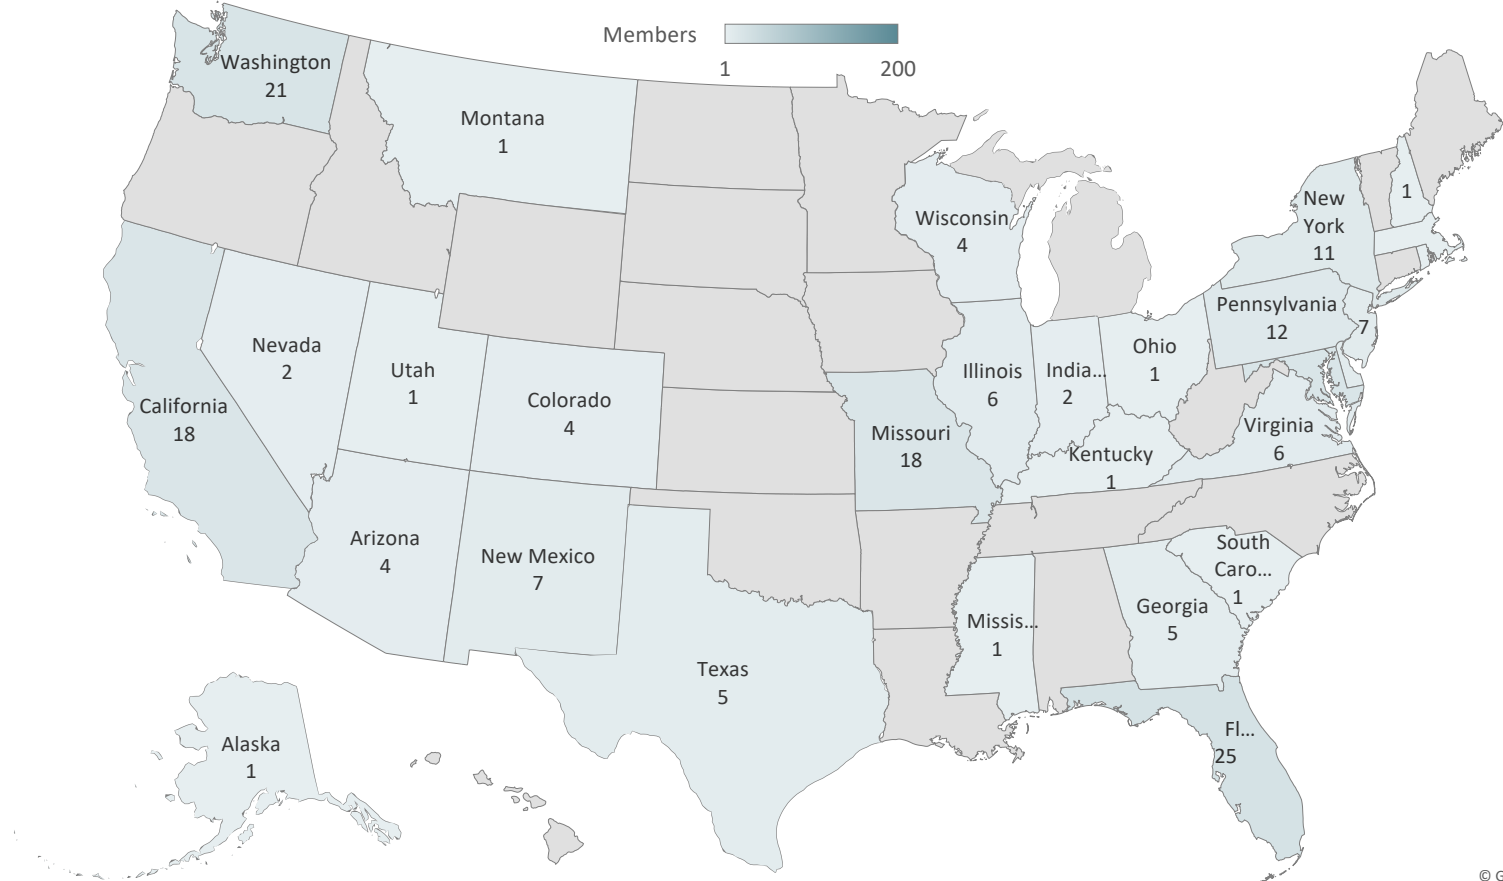 Members
1
200
Washington
21
Montana
1
Wisconsin
4
New
York
11
1
Pennsylvania
12
7
Nevada
2
Utah
1
Colorado
4
California
18
Illinois
6
India...
2
Ohio
1
Missouri
18
Kentucky
1
Virginia
6
Arizona
4
New Mexico
7
Texas
5
Missis...
1
Georgia
5
South
Caro...
1
Fl...
25
Alaska
1
© G